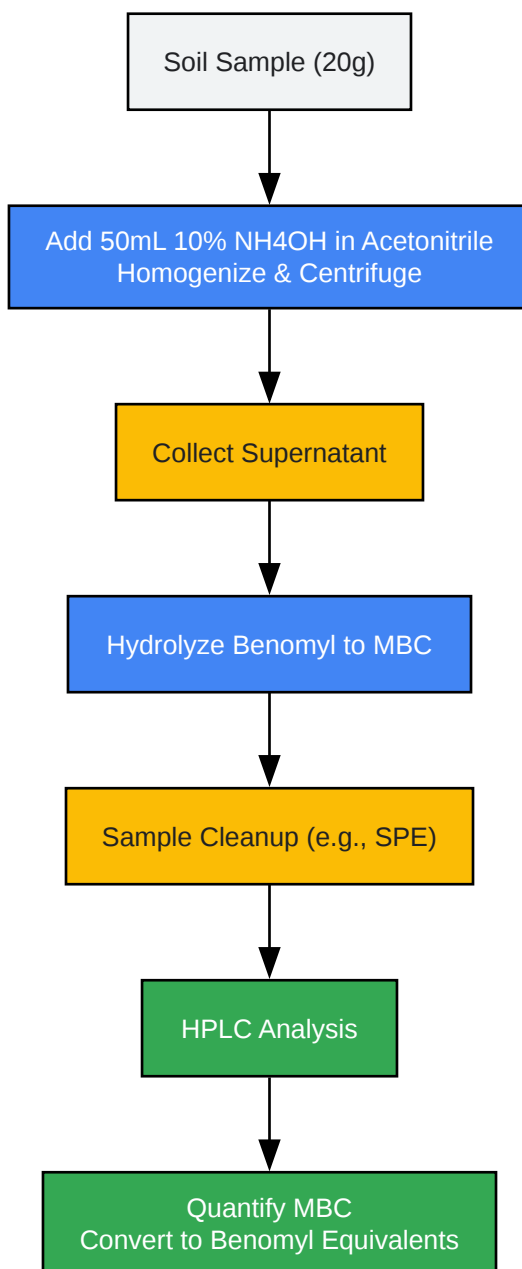 Soil Sample (20g)
Add 50mL 10% NH4OH in Acetonitrile
Homogenize & Centrifuge
Collect Supernatant
Hydrolyze Benomyl to MBC
Sample Cleanup (e.g., SPE)
HPLC Analysis
Quantify MBC
Convert to Benomyl Equivalents